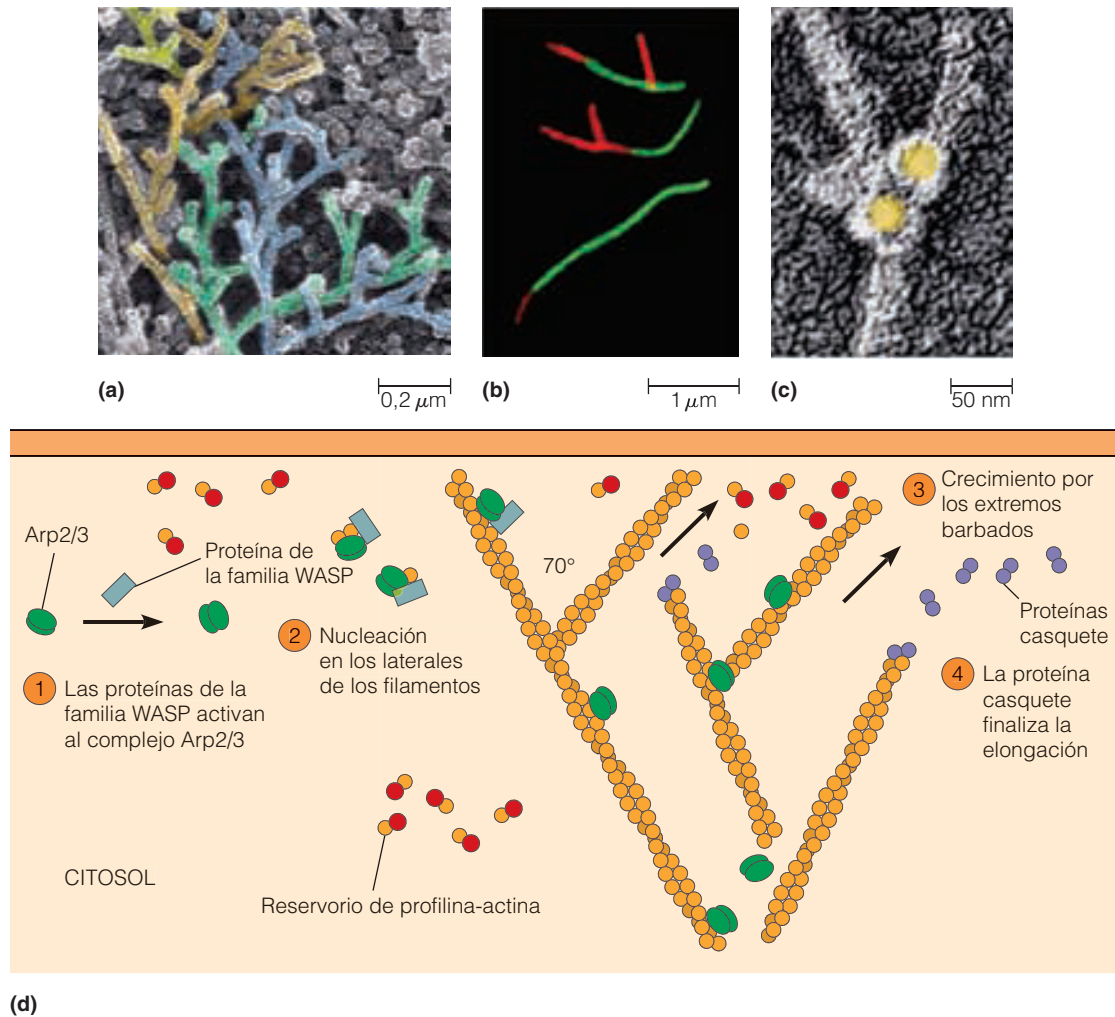 (a)
0,2 μm
(b)
1 μm
(c)
50 nm
Arp2/3
Proteína de
la familia WASP
1 Las proteínas de la
familia WASP activan
al complejo Arp2/3
2 Nucleación
en los laterales
de los filamentos
70°
3 Crecimiento por
los extremos
barbados
Proteínas
casquete
4 La proteína
casquete
finaliza la
elongación
CITOSOL
Reservorio de profilina-actina
(d)